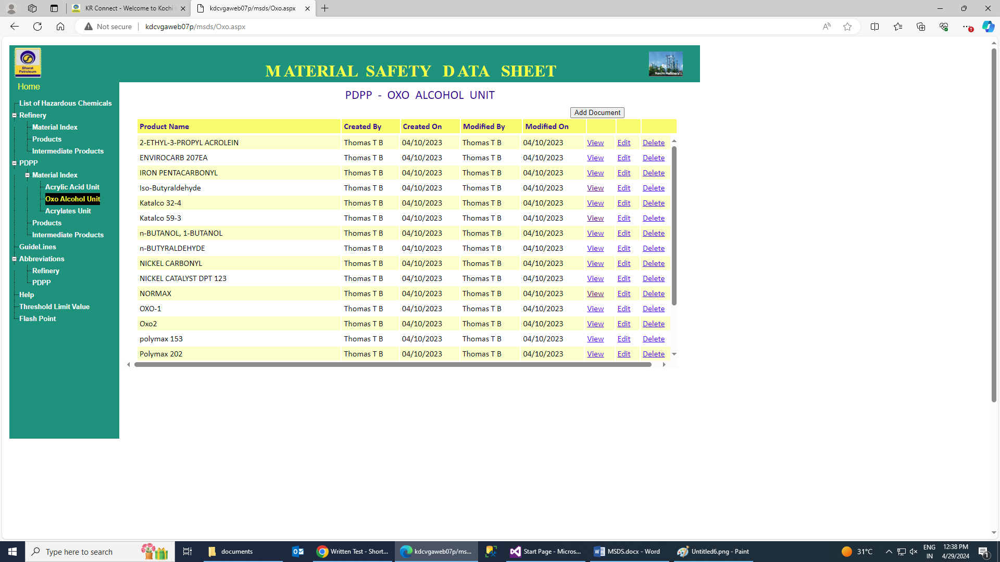 KR Connect - Welcome to Kochi
kdcvgaweb07p/msds/Oxo.aspx
Not secure
kdcvgaweb07p/msds/Oxo.aspx
Bharat
Petroleum
MATERIAL SAFETY DATA SHEET
Kochi Refinery
Home
List of Hazardous Chemicals
Refinery
Material Index
Products
Intermediate Products
PDPP
Material Index
Acrylic Acid Unit
Oxo Alcohol Unit
Acrylates Unit
Products
Intermediate Products
GuideLines
Abbreviations
Refinery
PDPP
Help
Threshold Limit Value
Flash Point
PDPP - OXO ALCOHOL UNIT
Add Document
Product Name Created By Created On Modified By Modified On
2-ETHYL-3-PROPYL ACROLEIN Thomas T B 04/10/2023 Thomas T B 04/10/2023 View Edit Delete
ENVIROCARB 207EA Thomas T B 04/10/2023 Thomas T B 04/10/2023 View Edit Delete
IRON PENTACARBONYL Thomas T B 04/10/2023 Thomas T B 04/10/2023 View Edit Delete
Iso-Butyraldehyde Thomas T B 04/10/2023 Thomas T B 04/10/2023 View Edit Delete
Katalco 32-4 Thomas T B 04/10/2023 Thomas T B 04/10/2023 View Edit Delete
Katalco 59-3 Thomas T B 04/10/2023 Thomas T B 04/10/2023 View Edit Delete
n-BUTANOL, 1-BUTANOL Thomas T B 04/10/2023 Thomas T B 04/10/2023 View Edit Delete
n-BUTYRALDEHYDE Thomas T B 04/10/2023 Thomas T B 04/10/2023 View Edit Delete
NICKEL CARBONYL Thomas T B 04/10/2023 Thomas T B 04/10/2023 View Edit Delete
NICKEL CATALYST DPT 123 Thomas T B 04/10/2023 Thomas T B 04/10/2023 View Edit Delete
NORMAX Thomas T B 04/10/2023 Thomas T B 04/10/2023 View Edit Delete
OXO-1 Thomas T B 04/10/2023 Thomas T B 04/10/2023 View Edit Delete
Oxo2 Thomas T B 04/10/2023 Thomas T B 04/10/2023 View Edit Delete
polymax 153 Thomas T B 04/10/2023 Thomas T B 04/10/2023 View Edit Delete
Polymax 202 Thomas T B 04/10/2023 Thomas T B 04/10/2023 View Edit Delete
Type here to search
documents
Written Test - Short...
kdcvgaweb07p/ms...
Start Page - Micros...
MSDS.docx - Word
Untitled6.png - Paint
31°C
ENG
IN
12:38 PM
4/29/2024
1